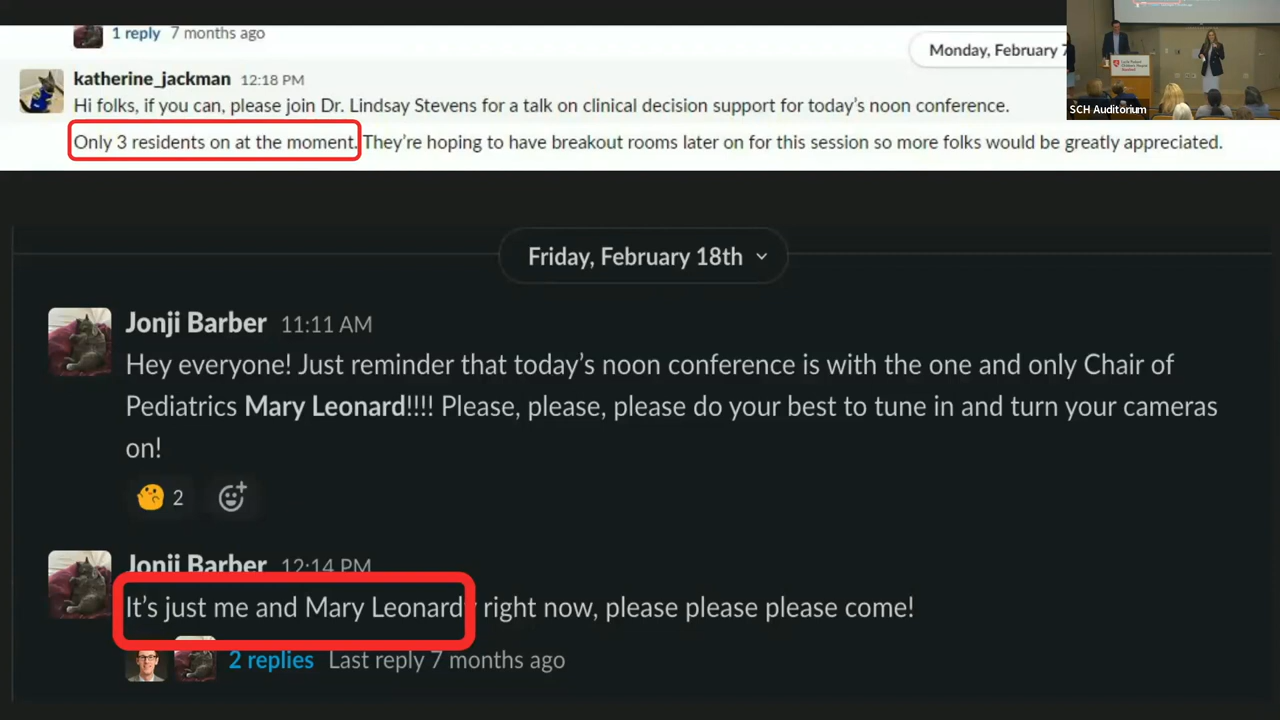 1 reply 7 months ago
Monday, February 7
katherine_jackman 12:18 PM
Hi folks, if you can, please join Dr. Lindsay Stevens for a talk on clinical decision support for today's noon conference.
Only 3 residents on at the moment. They're hoping to have breakout rooms later on for this session so more folks would be greatly appreciated.
SCH Auditorium
Friday, February 18th
Jonji Barber 11:11 AM
Hey everyone! Just reminder that today's noon conference is with the one and only Chair of
Pediatrics Mary Leonard!!!! Please, please, please do your best to tune in and turn your cameras
on!
2
Jonji Barber 12:14 PM
It's just me and Mary Leonard right now, please please please come!
2 replies Last reply 7 months ago